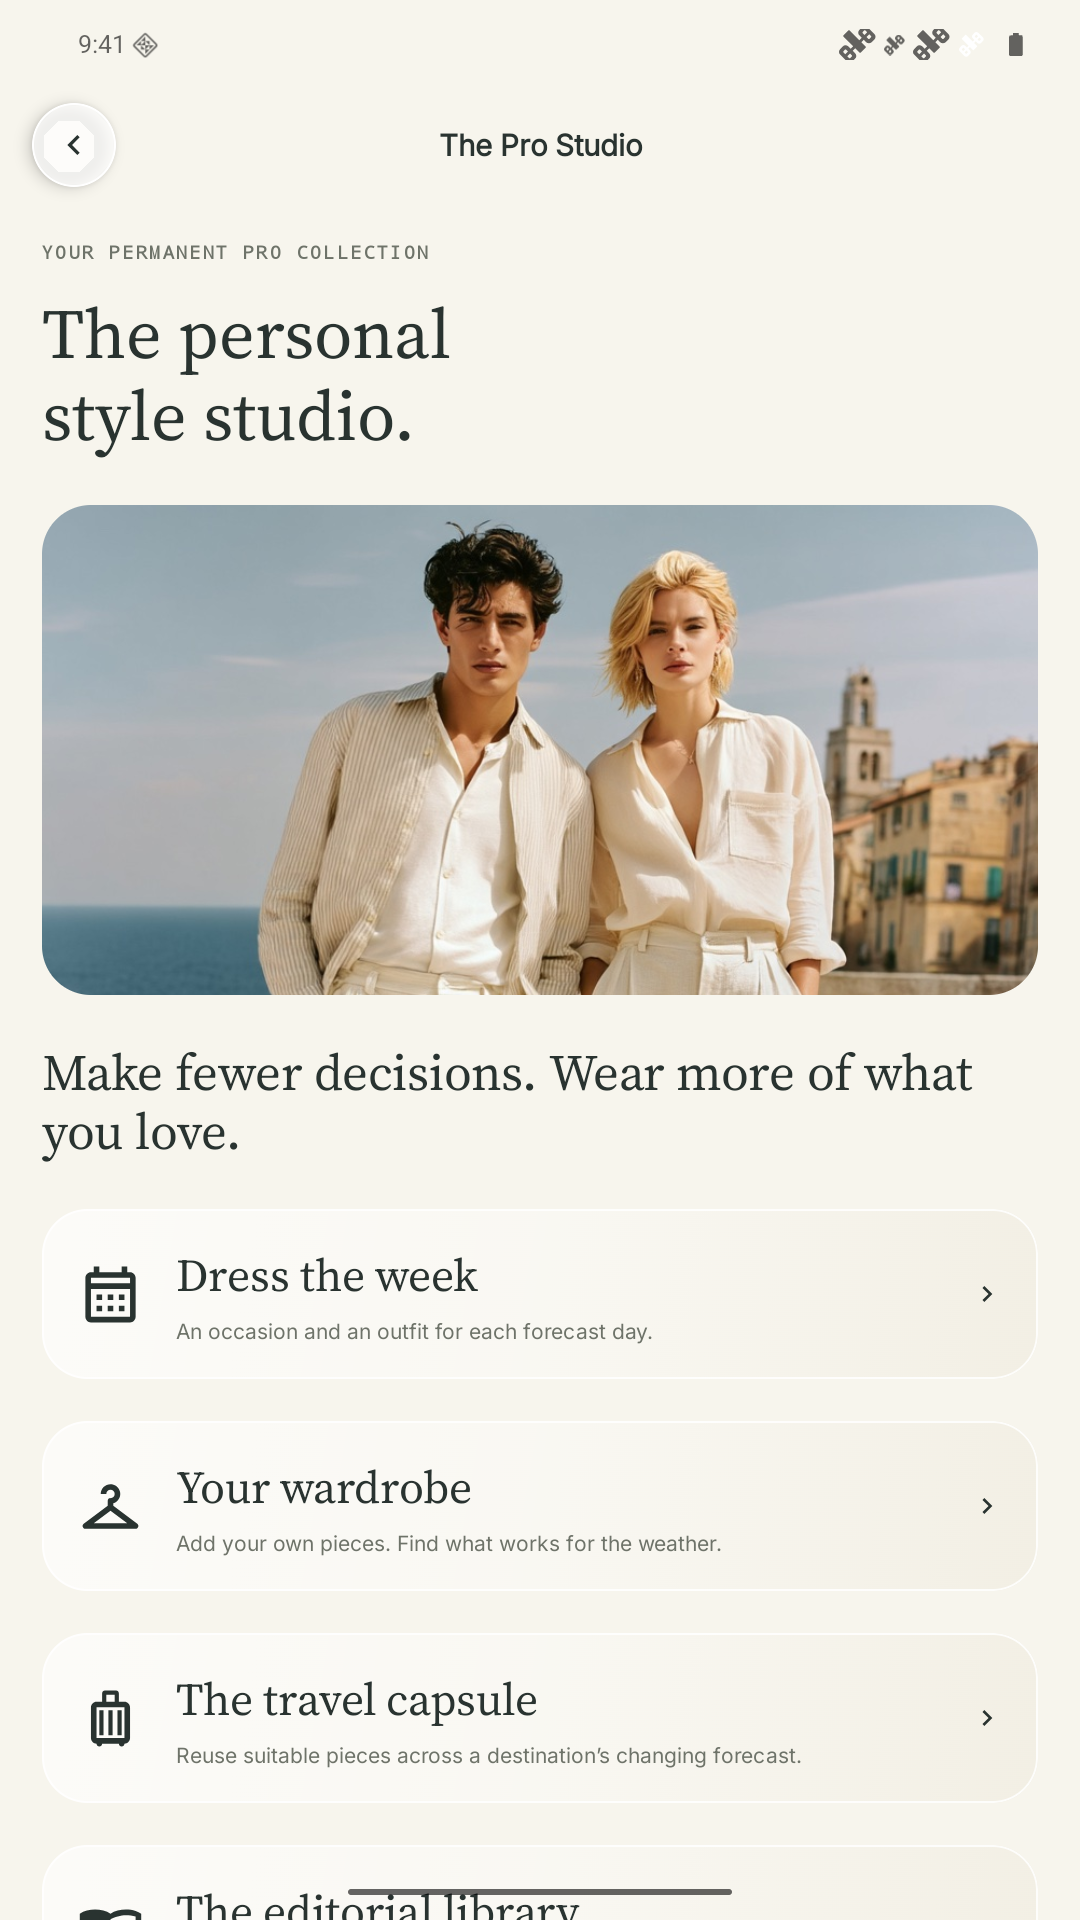 9:41
The Pro Studio
YOUR PERMANENT PRO COLLECTION
The personal
style studio.
Make fewer decisions. Wear more of what
you love.
Dress the week
An occasion and an outfit for each forecast day.
Your wardrobe
Add your own pieces. Find what works for the weather.
The travel capsule
Reuse suitable pieces across a destination’s changing forecast.
The editorial library